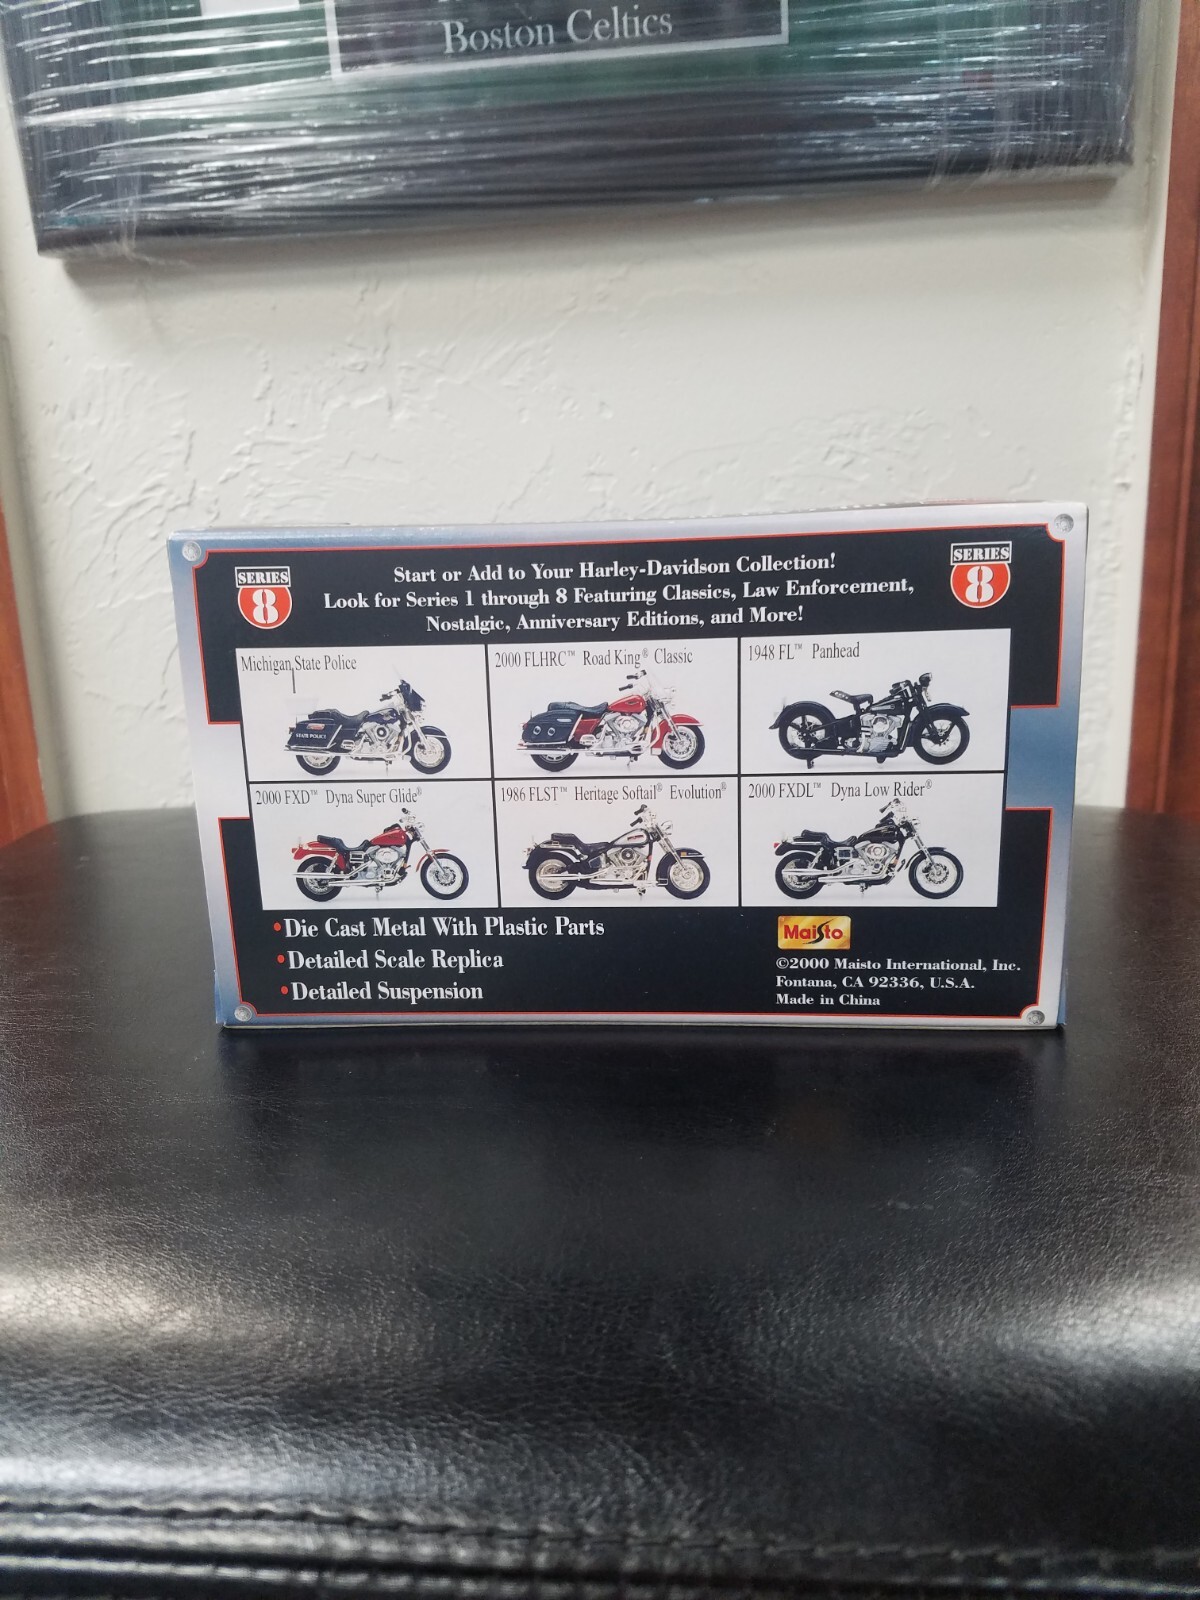 Boston Celtics
SERIES
8
Start or Add to Your Harley-Davidson Collection!
Look for Series 1 through 8 Featuring Classics, Law Enforcement,
Nostalgic, Anniversary Editions, and More!
SERIES
8
Michigan State Police
STATE POLICE
2000 FLHRC™ Road King® Classic
1948 FL™ Panhead
2000 FXD™ Dyna Super Glide®
1986 FLST™ Heritage Softail® Evolution®
2000 FXDL™ Dyna Low Rider®
•Die Cast Metal With Plastic Parts
•Detailed Scale Replica
•Detailed Suspension
Maisto
©2000 Maisto International, Inc.
Fontana, CA 92336, U.S.A.
Made in China